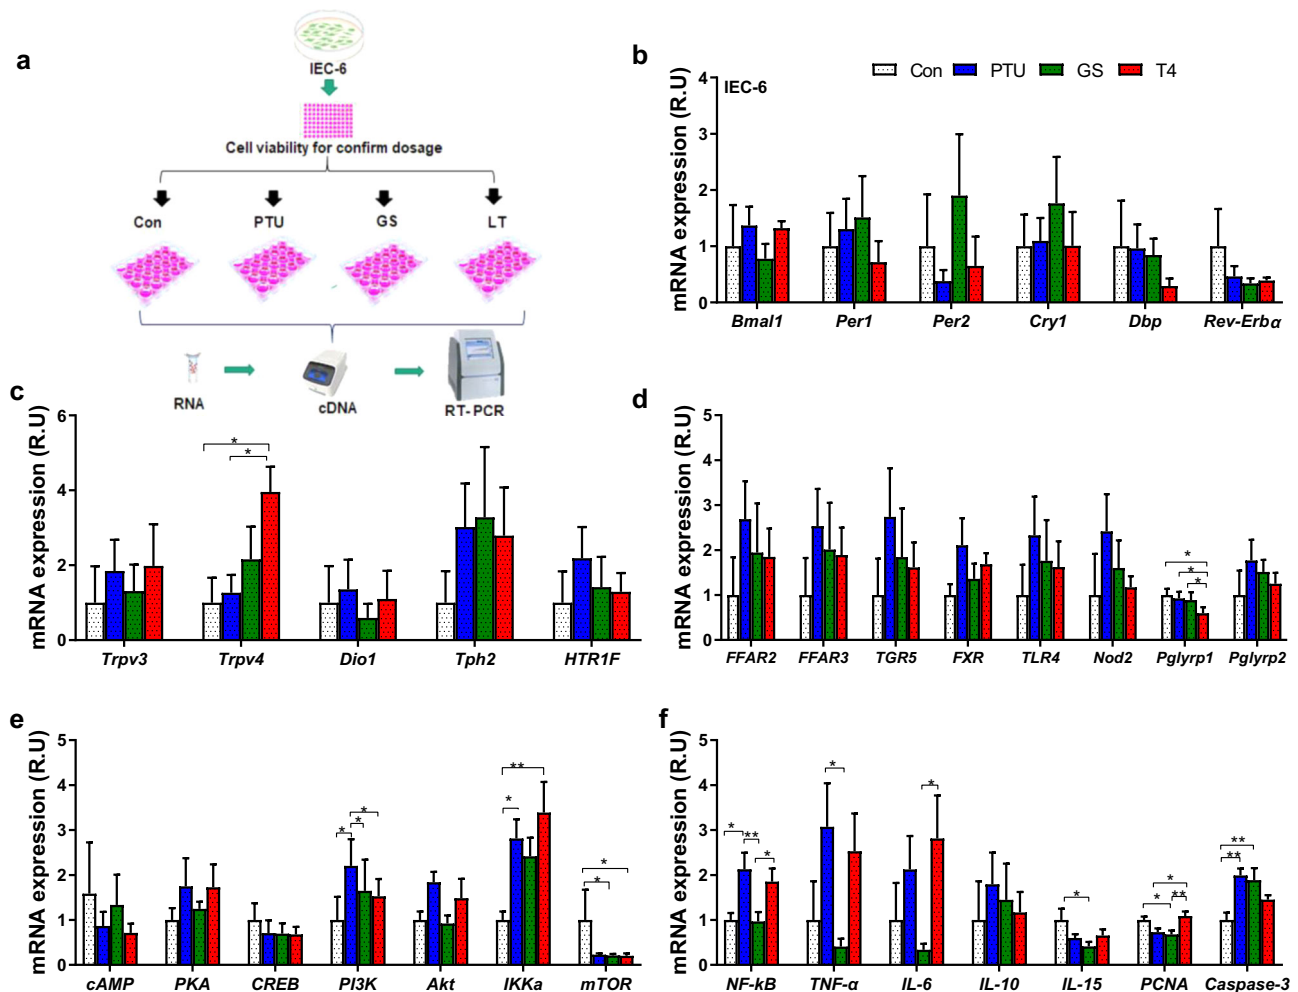 a
IEC-6
Cell viability for confirm dosage
Con PTU GS LT
RNA cDNA RT-PCR
b
Con PTU GS T4
IEC-6
mRNA expression (R.U)
4
3
2
1
0
Bmal1 Per1 Per2 Cry1 Dbp Rev-Erbα
c
mRNA expression (R.U)
6
4
2
0
* *
Trpv3 Trpv4 Dio1 Tph2 HTR1F
d
mRNA expression (R.U)
5
4
3
2
1
0
* * *
FFAR2 FFAR3 TGR5 FXR TLR4 Nod2 Pglyrp1 Pglyrp2
e
mRNA expression (R.U)
5
4
3
2
1
0
* * * * ** * *
cAMP PKA CREB PI3K Akt IKKa mTOR
f
mRNA expression (R.U)
5
4
3
2
1
0
* ** * * * * * * ** ** **
NF-kB TNF-α IL-6 IL-10 IL-15 PCNA Caspase-3